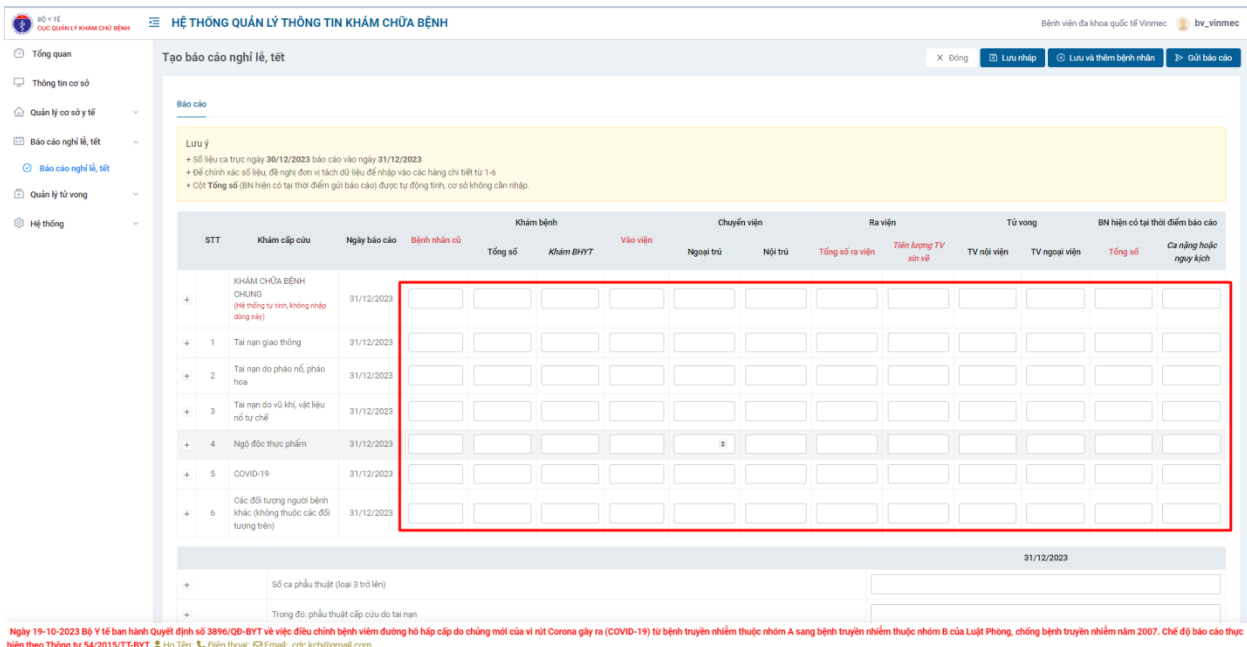 BỘ Y TẾ
CỤC QUẢN LÝ KHÁM CHỮA BỆNH
HỆ THỐNG QUẢN LÝ THÔNG TIN KHÁM CHỮA BỆNH
Bệnh viện đa khoa quốc tế Vinmec
bv_vinmec
Tổng quan
Thông tin cơ sở
Quản lý cơ sở y tế
Báo cáo nghỉ lễ, tết
Báo cáo nghỉ lễ, tết
Quản lý tử vong
Hệ thống
Tạo báo cáo nghỉ lễ, tết
X Đóng
Lưu nháp
Lưu và thêm bệnh nhân
Gửi báo cáo
Báo cáo
Lưu ý
+ Số liệu ca trực ngày 30/12/2023 báo cáo vào ngày 31/12/2023
+ Để chính xác số liệu, đề nghị đơn vị tách dữ liệu để nhập vào các hàng chi tiết từ 1-6
+ Cột Tổng số (BN hiện có tại thời điểm gửi báo cáo) được tự động tính, cơ sở không cần nhập.
STT
Khám cấp cứu
Ngày báo cáo
Bệnh nhân cũ
Khám bệnh
Tổng số
Khám BHYT
Vào viện
Chuyển viện
Ngoại trú
Nội trú
Ra viện
Tổng số ra viện
Tiên lượng TV
xin về
Tử vong
TV nội viện
TV ngoại viện
BN hiện có tại thời điểm báo cáo
Tổng số
Ca nặng hoặc
nguy kịch
+
KHÁM CHỮA BỆNH
CHUNG
(Hệ thống tự tính, không nhập
dòng này)
31/12/2023
+ 1 Tai nạn giao thông 31/12/2023
+ 2 Tai nạn do pháo nổ, pháo
hoa
31/12/2023
+ 3 Tai nạn do vũ khí, vật liệu
nổ tự chế
31/12/2023
+ 4 Ngộ độc thực phẩm 31/12/2023
+ 5 COVID-19 31/12/2023
+ 6 Các đối tượng người bệnh
khác (không thuộc các đối
tượng trên)
31/12/2023
31/12/2023
+ Số ca phẫu thuật (loại 3 trở lên)
+ Trong đó: phẫu thuật cấp cứu do tai nạn
Ngày 19-10-2023 Bộ Y tế ban hành Quyết định số 3896/QĐ-BYT về việc điều chỉnh bệnh viêm đường hô hấp cấp do chủng mới của vi rút Corona gây ra (COVID-19) từ bệnh truyền nhiễm thuộc nhóm A sang bệnh truyền nhiễm thuộc nhóm B của Luật Phòng, chống bệnh truyền nhiễm năm 2007. Chế độ báo cáo thực
hiện theo Thông tư 54/2015/TT-BYT Họ Tên: Điện thoại: Email: cdc.kcb@gmail.com